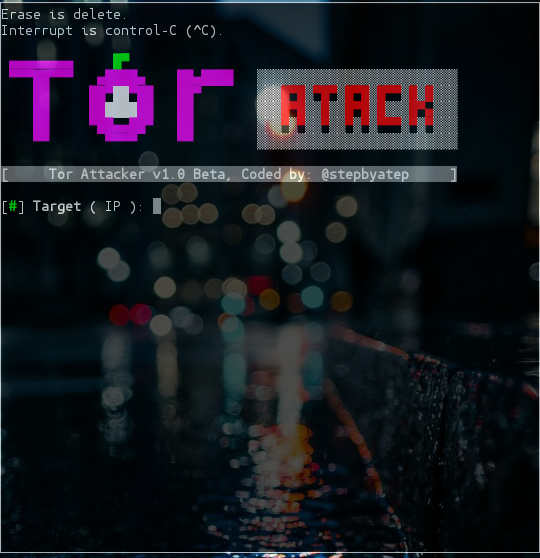 Erase is delete.
Interrupt is control-C (^C).
Tor ATACK
[     Tor Attacker v1.0 Beta, Coded by: @stepbyatep     ]
[#] Target ( IP ):